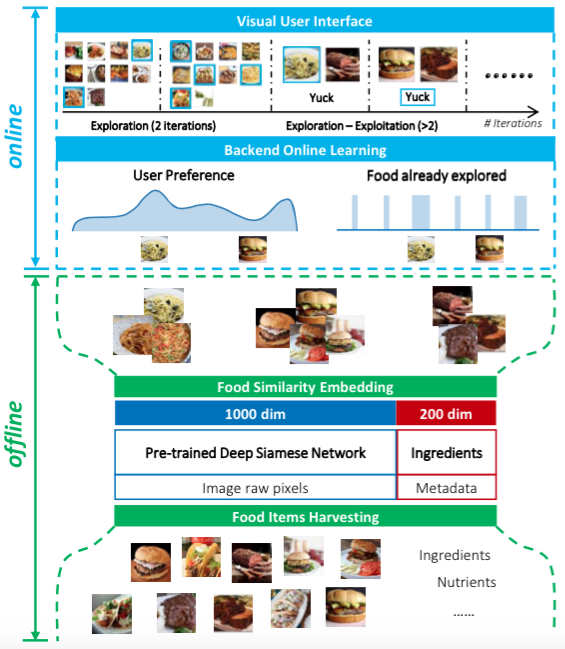 Visual User Interface
Yuck
Yuck
......
Exploration (2 iterations)
Exploration – Exploitation (>2)
# Iterations
online
Backend Online Learning
User Preference
Food already explored
offline
Food Similarity Embedding
1000 dim
200 dim
Pre-trained Deep Siamese Network
Ingredients
Image raw pixels
Metadata
Food Items Harvesting
Ingredients
Nutrients
......